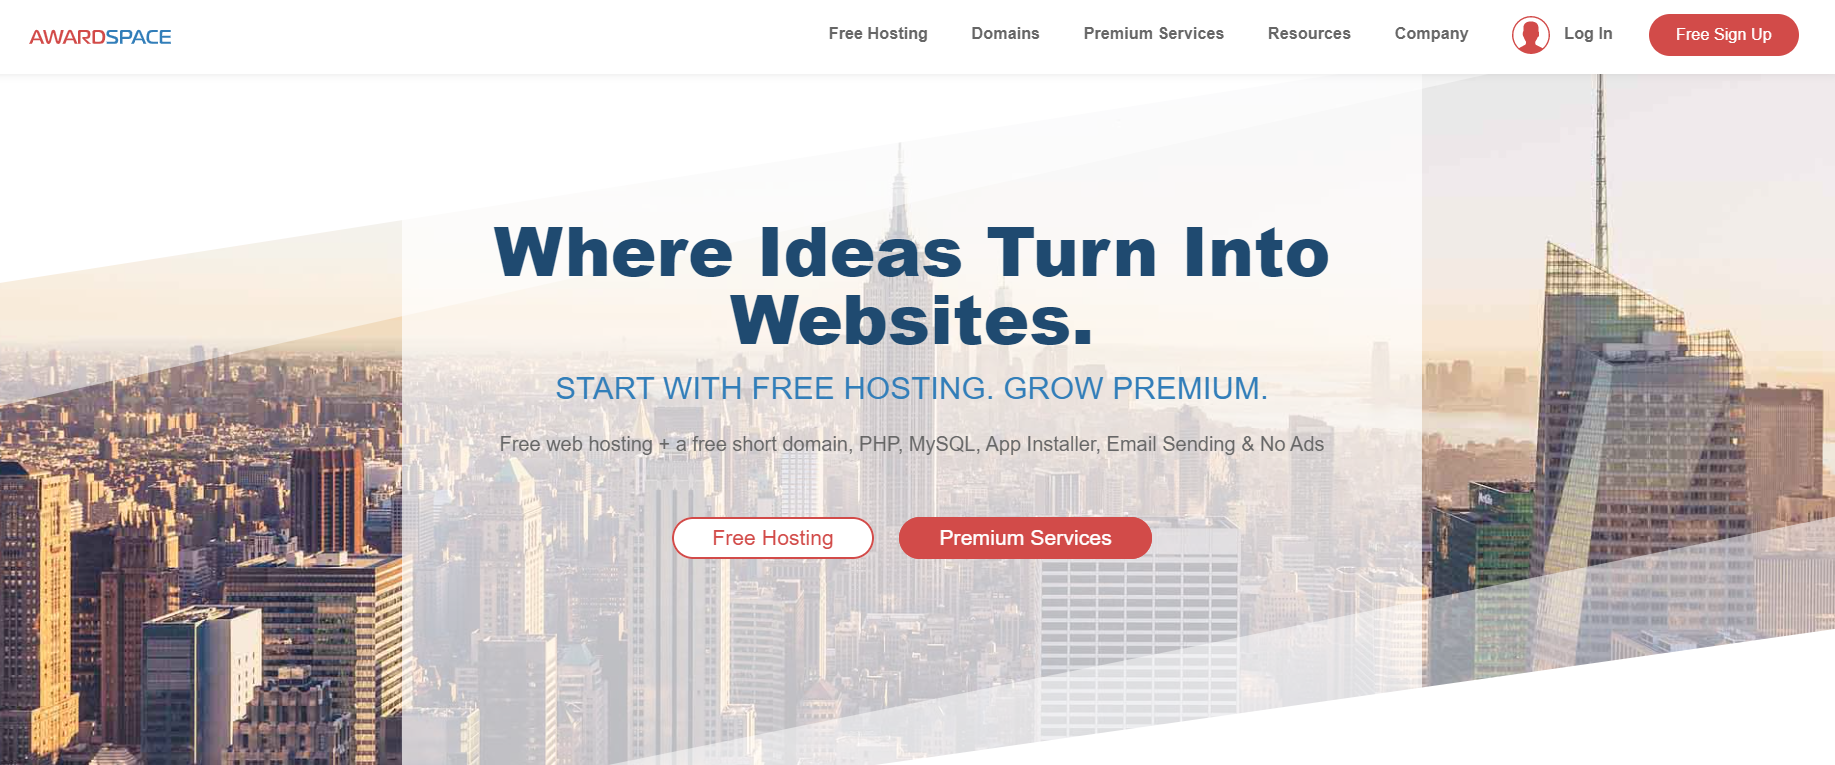 AWARDSPACE
Free Hosting
Domains
Premium Services
Resources
Company
Log In
Free Sign Up
Where Ideas Turn Into
Websites.
START WITH FREE HOSTING. GROW PREMIUM.
Free web hosting + a free short domain, PHP, MySQL, App Installer, Email Sending & No Ads
Free Hosting
Premium Services